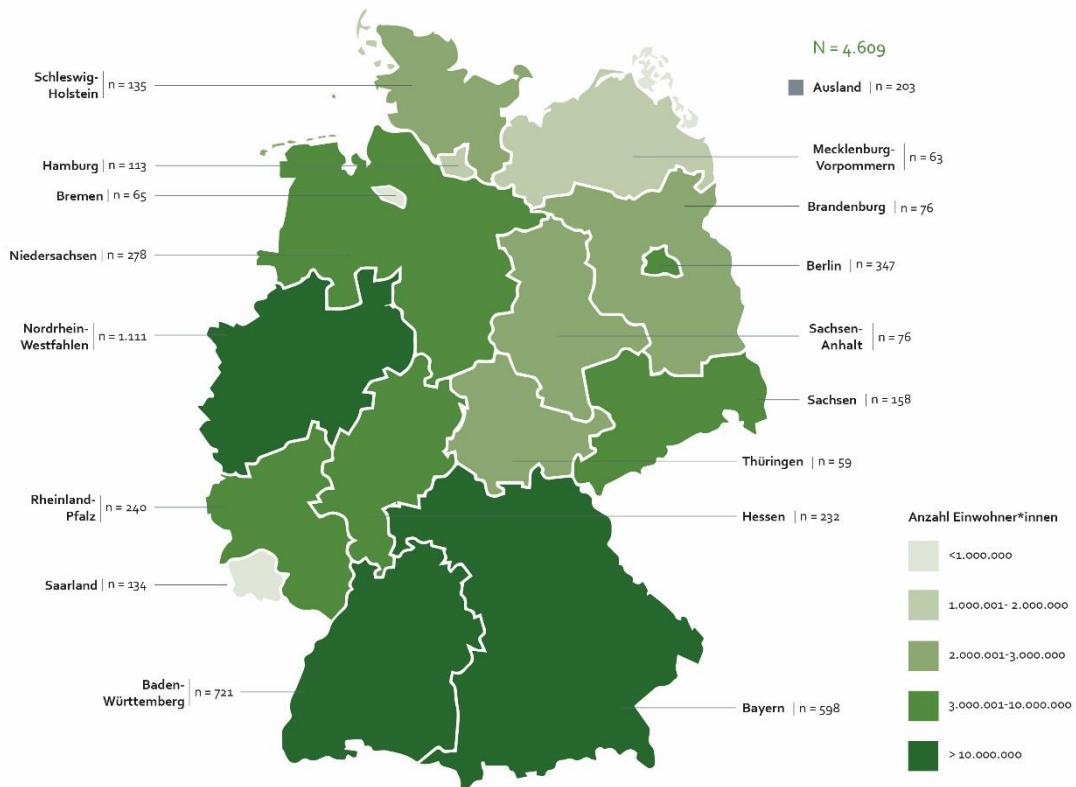 N = 4.609
Ausland | n = 203
Schleswig-
Holstein | n = 135
Hamburg | n = 113
Bremen | n = 65
Niedersachsen | n = 278
Nordrhein-
Westfahlen | n = 1.111
Rheinland-
Pfalz | n = 240
Saarland | n = 134
Baden-
Württemberg | n = 721
Mecklenburg-
Vorpommern | n = 63
Brandenburg | n = 76
Berlin | n = 347
Sachsen-
Anhalt | n = 76
Sachsen | n = 158
Thüringen | n = 59
Hessen | n = 232
Bayern | n = 598
Anzahl Einwohner*innen
<1.000.000
1.000.001- 2.000.000
2.000.001-3.000.000
3.000.001-10.000.000
> 10.000.000